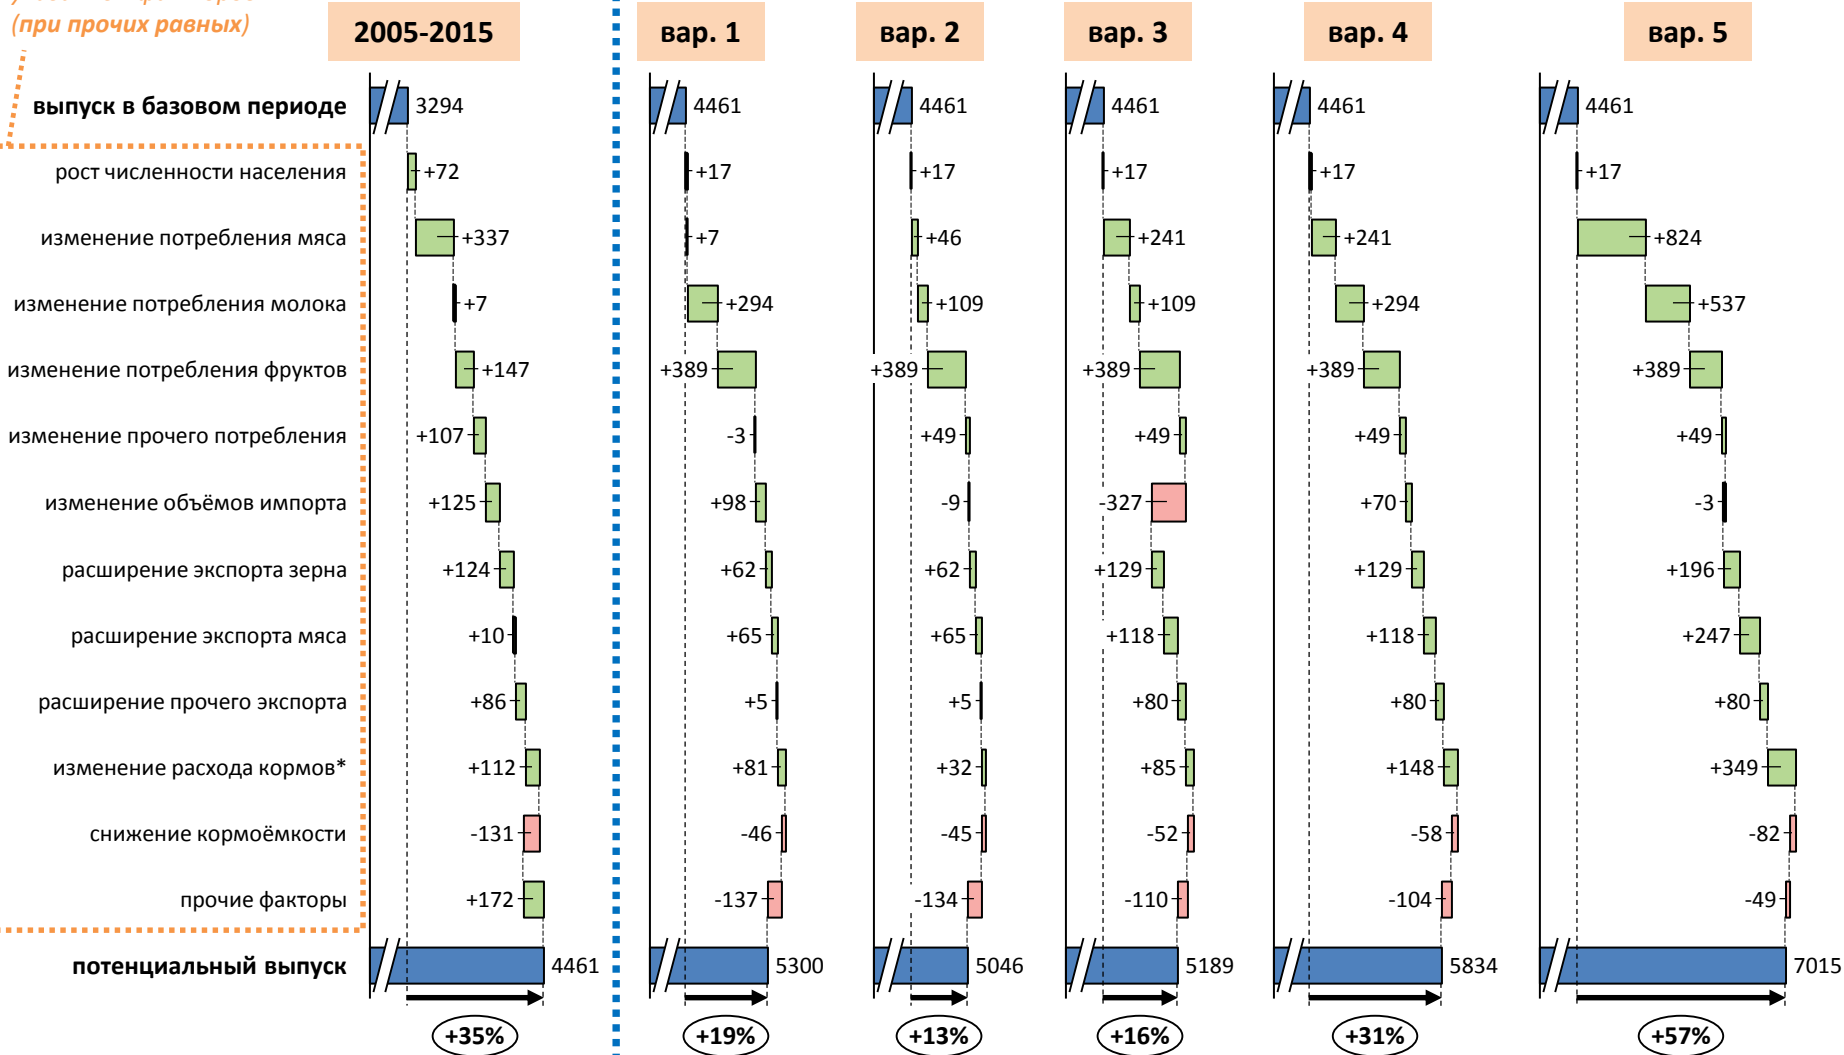 (при прочих равных)
2005-2015 вар. 1 вар. 2 вар. 3 вар. 4 вар. 5
выпуск в базовом периоде 3294 4461 4461 4461 4461 4461
рост численности населения +72 +17 +17 +17 +17 +17
изменение потребления мяса +337 +7 +46 +241 +241 +824
изменение потребления молока +7 +294 +109 +109 +294 +537
изменение потребления фруктов +147 +389 +389 +389 +389 +389
изменение прочего потребления +107 -3 +49 +49 +49 +49
изменение объёмов импорта +125 +98 -9 -327 +70 -3
расширение экспорта зерна +124 +62 +62 +129 +129 +196
расширение экспорта мяса +10 +65 +65 +118 +118 +247
расширение прочего экспорта +86 +5 +5 +80 +80 +80
изменение расхода кормов* +112 +81 +32 +85 +148 +349
снижение кормоёмкости -131 -46 -45 -52 -58 -82
прочие факторы +172 -137 -134 -110 -104 -49
потенциальный выпуск 4461 5300 5046 5189 5834 7015
+35% +19% +13% +16% +31% +57%